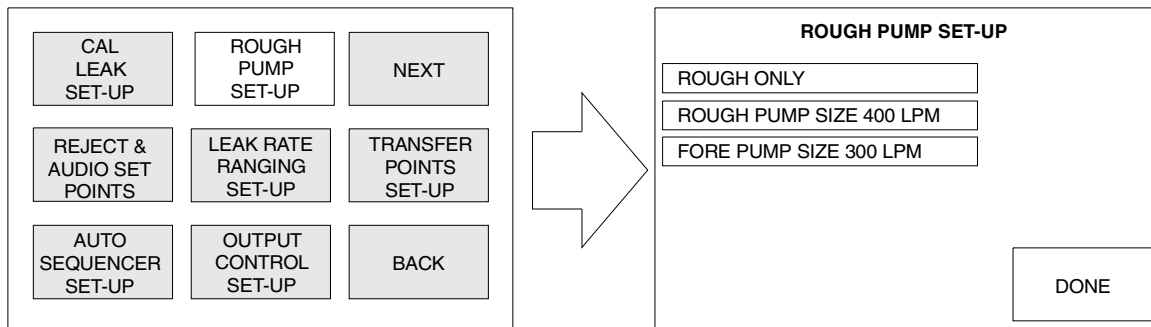 CAL
LEAK
SET-UP
ROUGH
PUMP
SET-UP
NEXT
REJECT &
AUDIO SET
POINTS
LEAK RATE
RANGING
SET-UP
TRANSFER
POINTS
SET-UP
AUTO
SEQUENCER
SET-UP
OUTPUT
CONTROL
SET-UP
BACK
ROUGH PUMP SET-UP
ROUGH ONLY
ROUGH PUMP SIZE 400 LPM
FORE PUMP SIZE 300 LPM
DONE